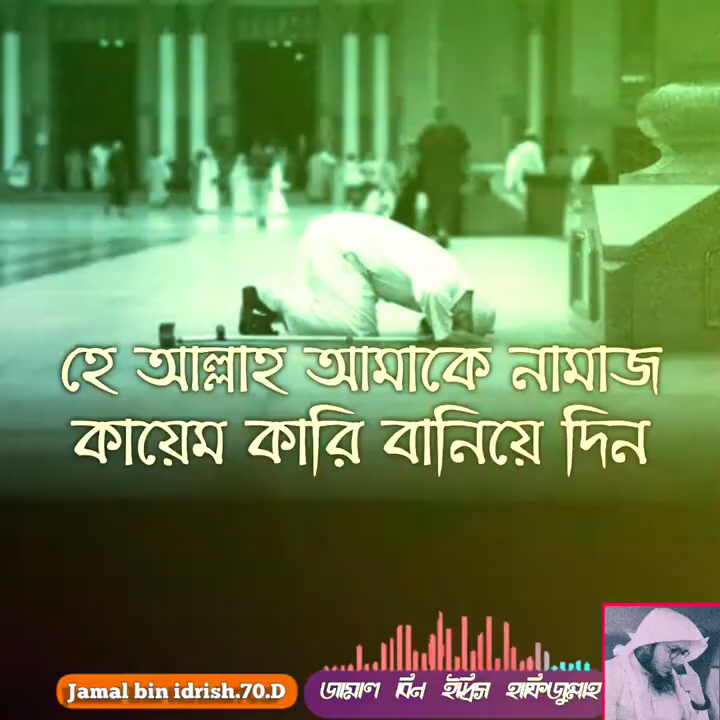 হে আল্লাহ আমাকে নামাজ
কায়েম কারি বানিয়ে দিন
Jamal bin idrish.70.D
জামাল বিন ইদ্রিস হাফিজুল্লাহ